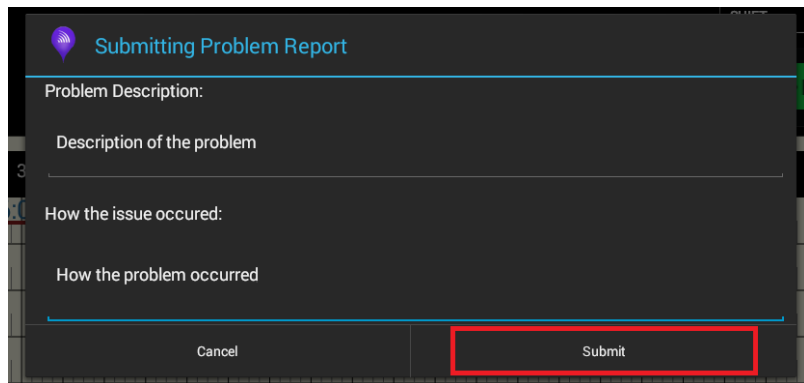 Submitting Problem Report
Problem Description:
Description of the problem
3
How the issue occured:
How the problem occurred
Cancel
Submit